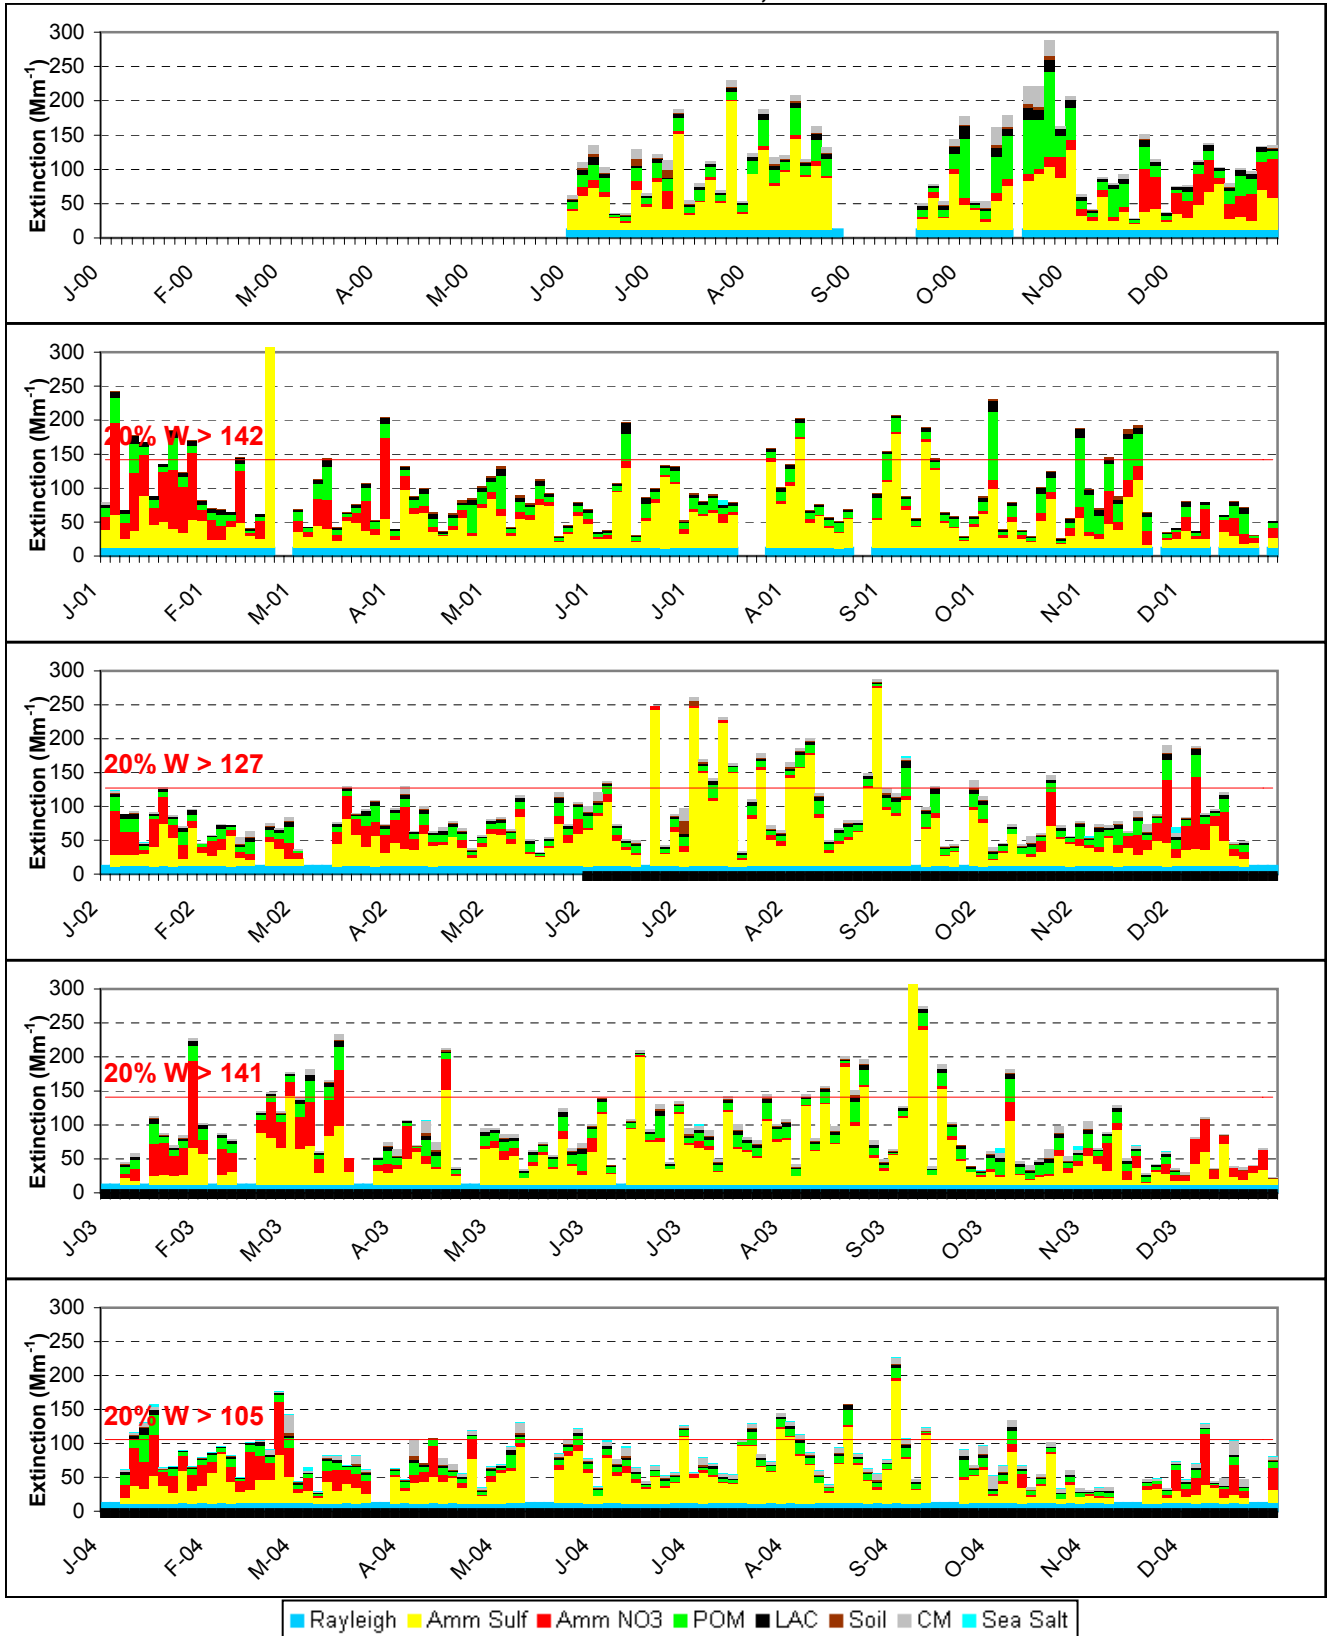 300
250
200
150
100
50
0
Extinction (Mm-1)
J-00 F-00 M-00 A-00 M-00 J-00 J-00 A-00 S-00 O-00 N-00 D-00
300
250
200
150
100
50
0
Extinction (Mm-1)
20% W > 142
J-01 F-01 M-01 A-01 M-01 J-01 J-01 A-01 S-01 O-01 N-01 D-01
300
250
200
150
100
50
0
Extinction (Mm-1)
20% W > 127
J-02 F-02 M-02 A-02 M-02 J-02 J-02 A-02 S-02 O-02 N-02 D-02
300
250
200
150
100
50
0
Extinction (Mm-1)
20% W > 141
J-03 F-03 M-03 A-03 M-03 J-03 J-03 A-03 S-03 O-03 N-03 D-03
300
250
200
150
100
50
0
Extinction (Mm-1)
20% W > 105
J-04 F-04 M-04 A-04 M-04 J-04 J-04 A-04 S-04 O-04 N-04 D-04
Rayleigh Amm Sulf Amm NO3 POM LAC Soil CM Sea Salt